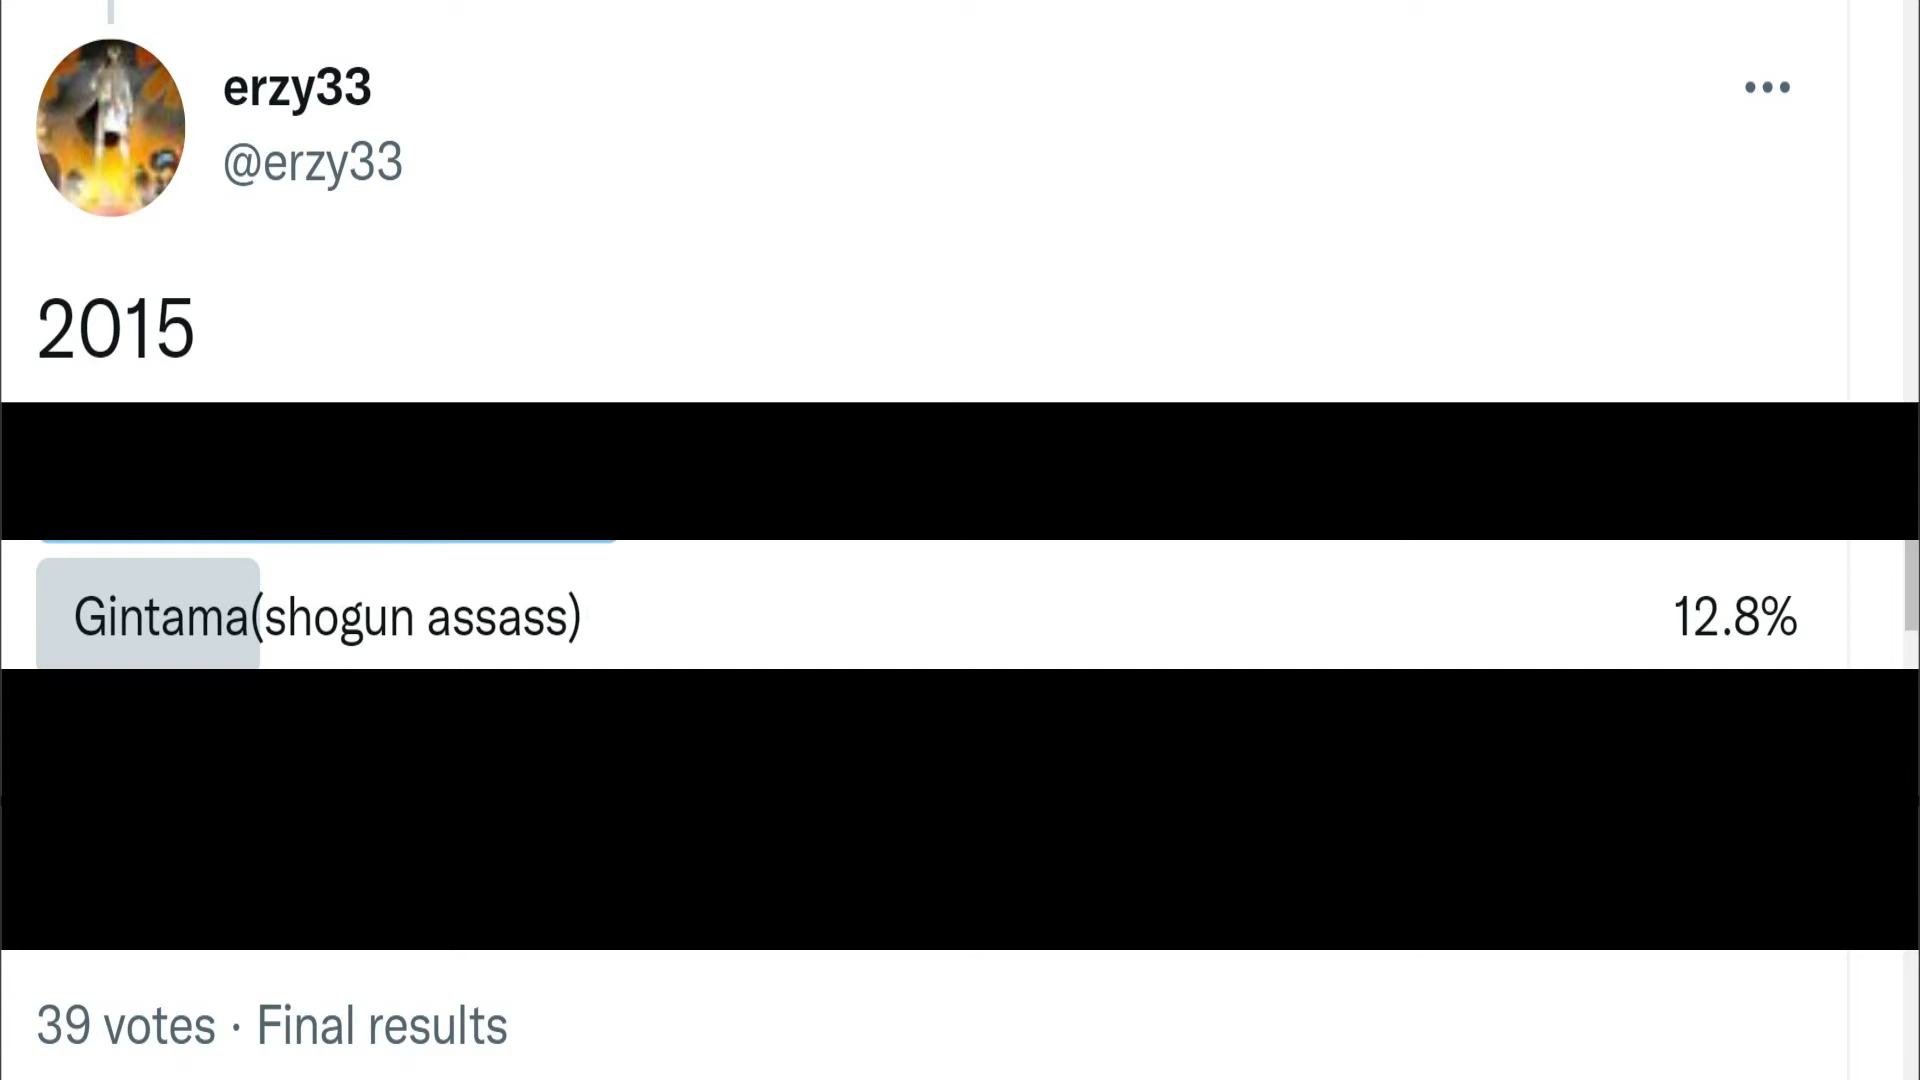 erzy33
@erzy33
2015
Gintama(shogun assass)
12.8%
39 votes · Final results